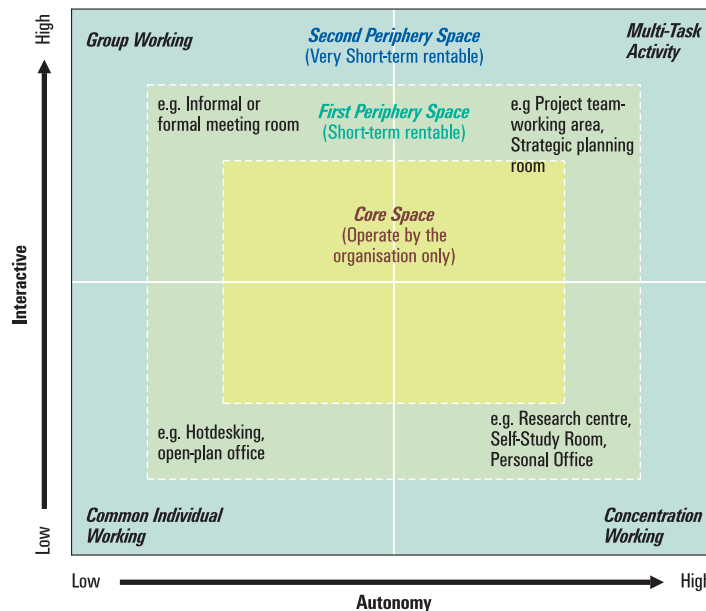 High
Group Working
Second Periphery Space
(Very Short-term rentable)
Multi-Task
Activity
e.g. Informal or
formal meeting room
First Periphery Space
(Short-term rentable)
e.g Project team-
working area,
Strategic planning
room
Core Space
(Operate by the
organisation only)
Interactive
e.g. Hotdesking,
open-plan office
e.g. Research centre,
Self-Study Room,
Personal Office
Common Individual
Working
Concentration
Working
Low
Low
High
Autonomy